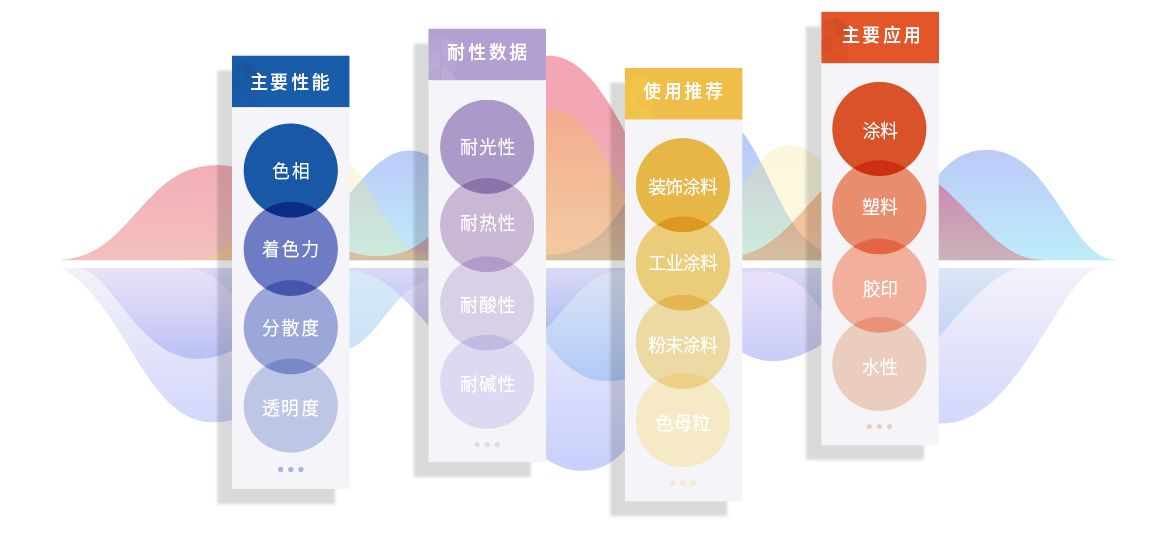 主要性能
色相
着色力
分散度
透明度
耐性数据
耐光性
耐热性
耐酸性
耐碱性
使用推荐
装饰涂料
工业涂料
粉末涂料
色母粒
主要应用
涂料
塑料
胶印
水性